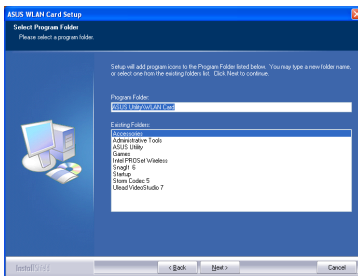 ASUS WLAN Card Setup
Select Program Folder
Please select a program folder.
Setup will add program icons to the Program Folder listed below. You may type a new folder name,
or select one from the existing folders list. Click Next to continue.
Program Folder:
ASUS Utility\WLAN Card
Existing Folders:
Accessories
Administrative Tools
ASUS Utility
Games
Intel PROSet Wireless
SnagIt 6
Startup
Storm Codec 5
Ulead VideoStudio 7
InstallShield
< Back
Next >
Cancel